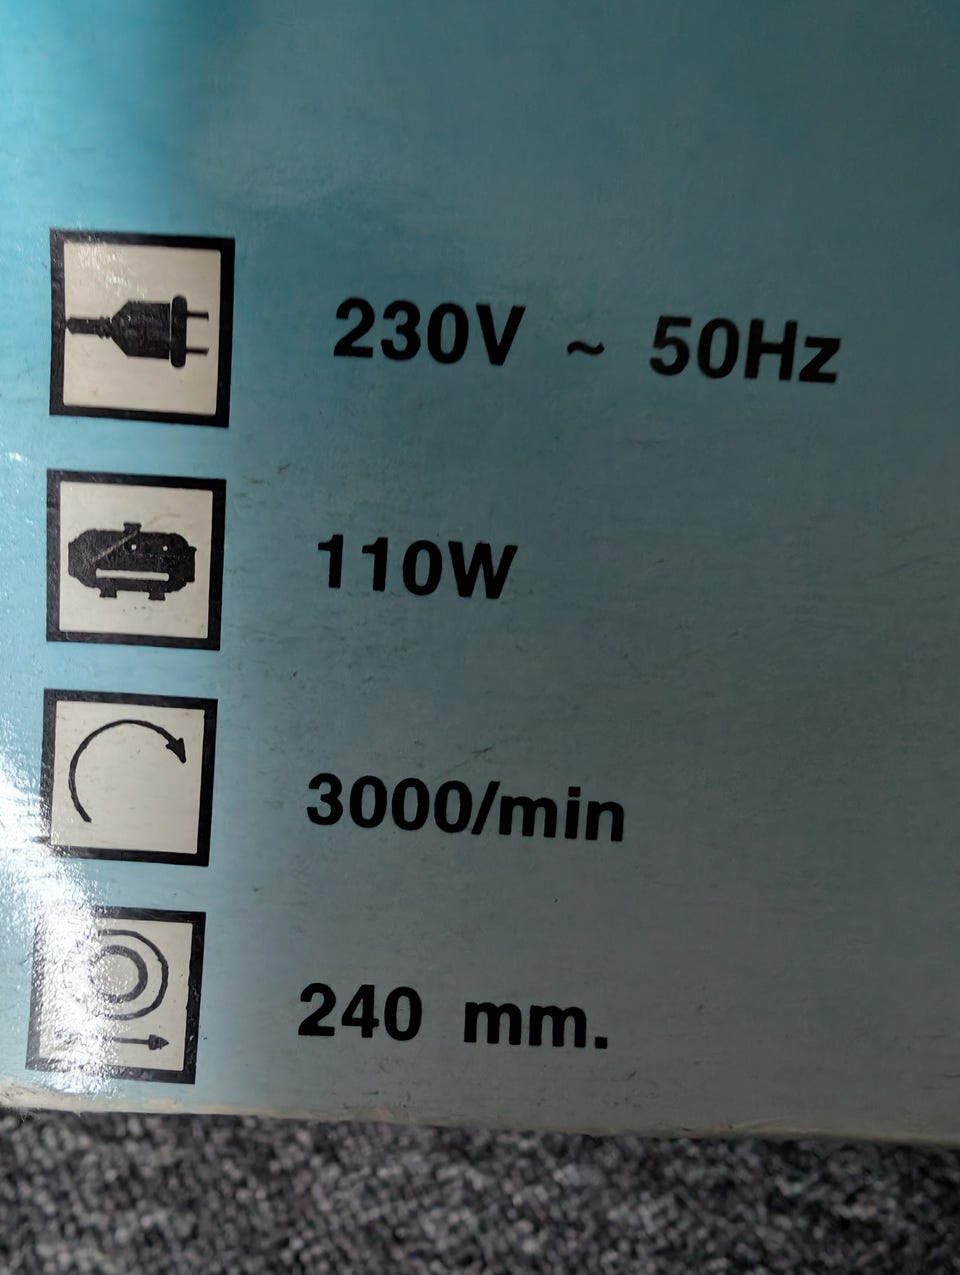 230V ~ 50Hz
110W
3000/min
240 mm.